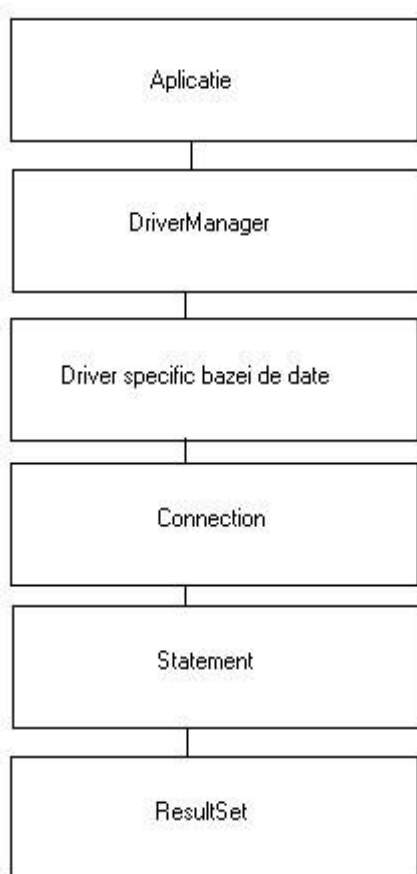 Aplicatie
DriverManager
Driver specific bazei de date
Connection
Statement
ResultSet